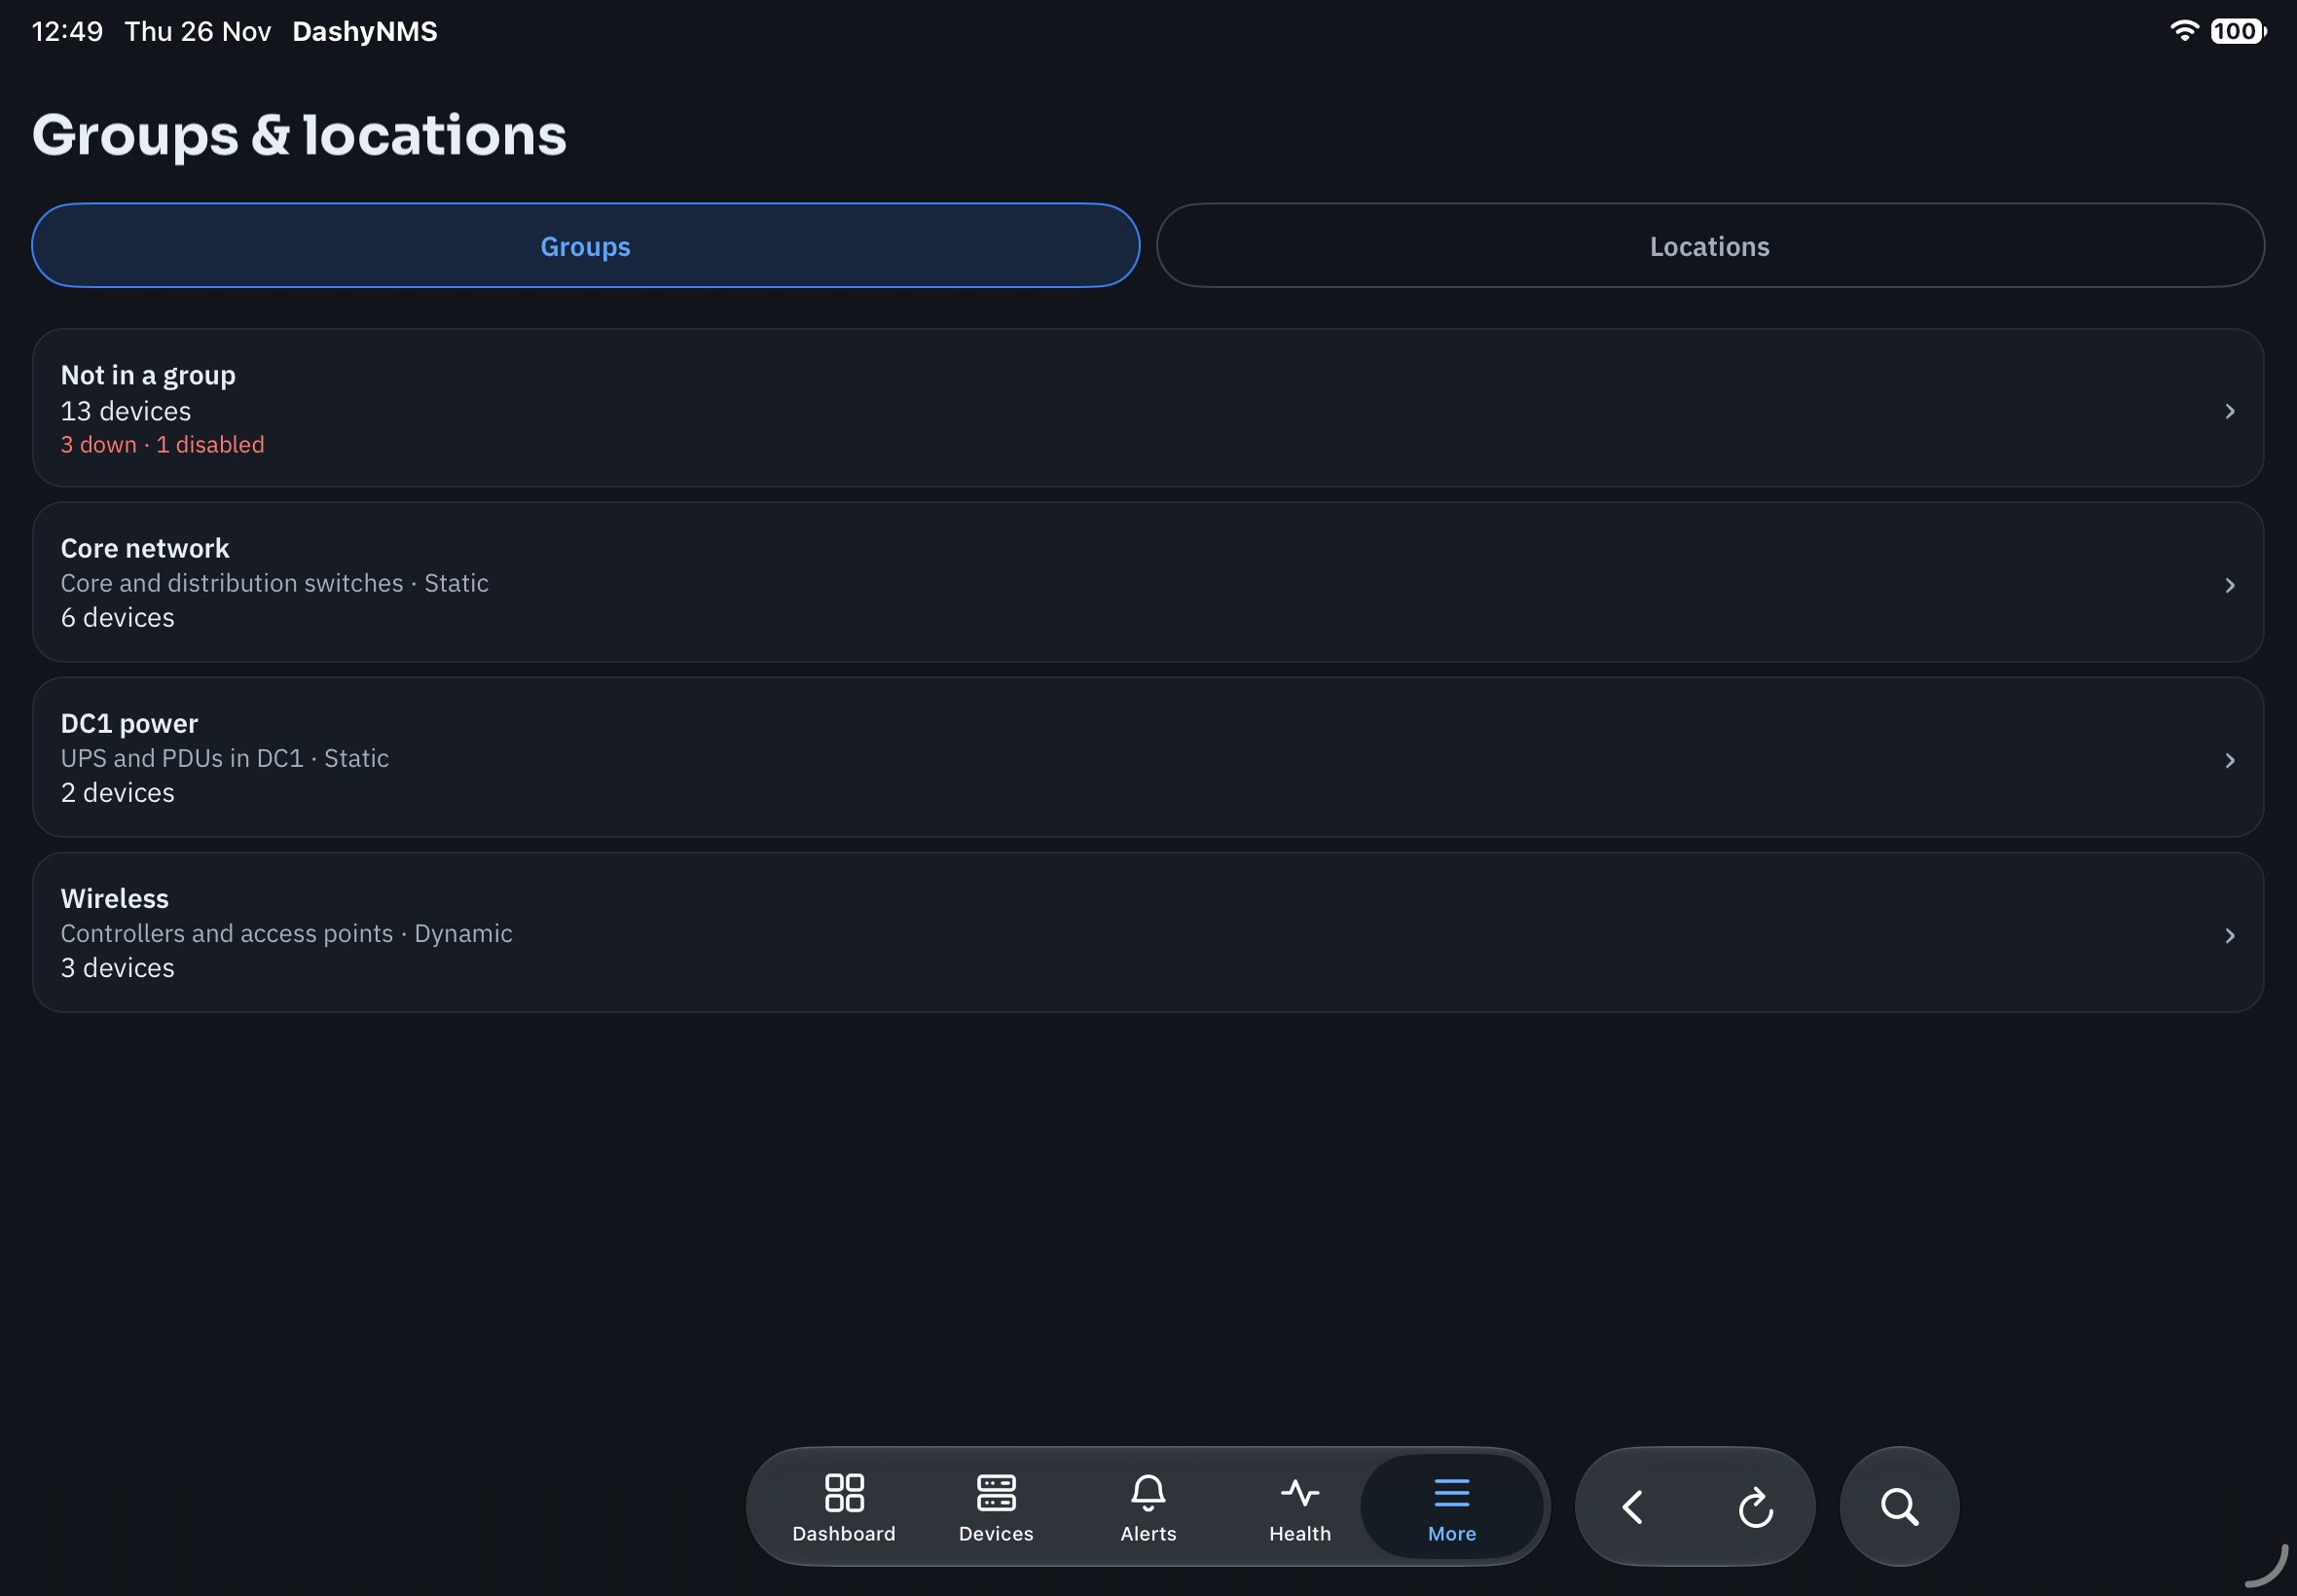 12:49 Thu 26 Nov DashyNMS 100
Groups & locations
Groups Locations
Not in a group
13 devices
3 down · 1 disabled
Core network
Core and distribution switches · Static
6 devices
DC1 power
UPS and PDUs in DC1 · Static
2 devices
Wireless
Controllers and access points · Dynamic
3 devices
Dashboard Devices Alerts Health More